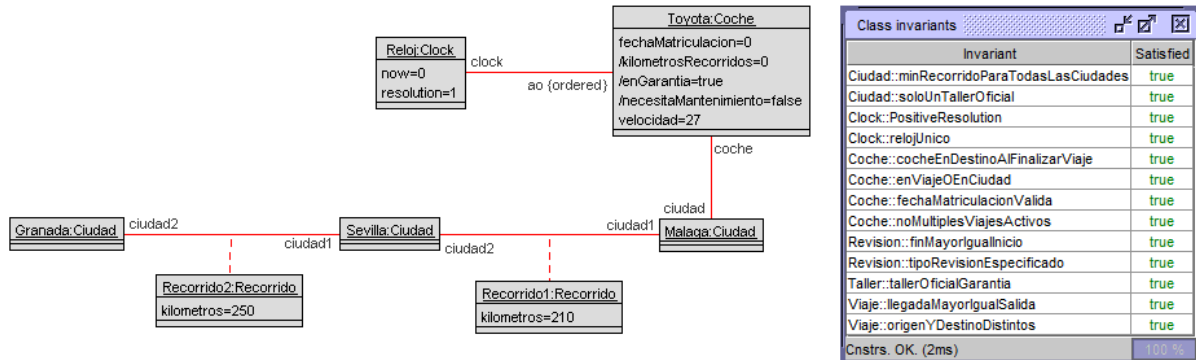 Toyota:Coche
fechaMatriculacion=0
/kilometrosRecorridos=0
/enGarantia=true
/necesitaMantenimiento=false
velocidad=27
Reloj:Clock
now=0
resolution=1
clock
ao {ordered}
coche
ciudad
Granada:Ciudad
ciudad2
ciudad1
Sevilla:Ciudad
ciudad2
ciudad1
Malaga:Ciudad
Recorrido2:Recorrido
kilometros=250
Recorrido1:Recorrido
kilometros=210
Class invariants
Invariant Satisfied
Ciudad::minRecorridoParaTodasLasCiudades true
Ciudad::soloUnTallerOficial true
Clock::PositiveResolution true
Clock::relojUnico true
Coche::cocheEnDestinoAlFinalizarViaje true
Coche::enViajeOEnCiudad true
Coche::fechaMatriculacionValida true
Coche::noMultiplesViajesActivos true
Revision::finMayorIgualInicio true
Revision::tipoRevisionEspecificado true
Taller::tallerOficialGarantia true
Viaje::llegadaMayorIgualSalida true
Viaje::origenYDestinoDistintos true
Cnstrs. OK. (2ms) 100 %